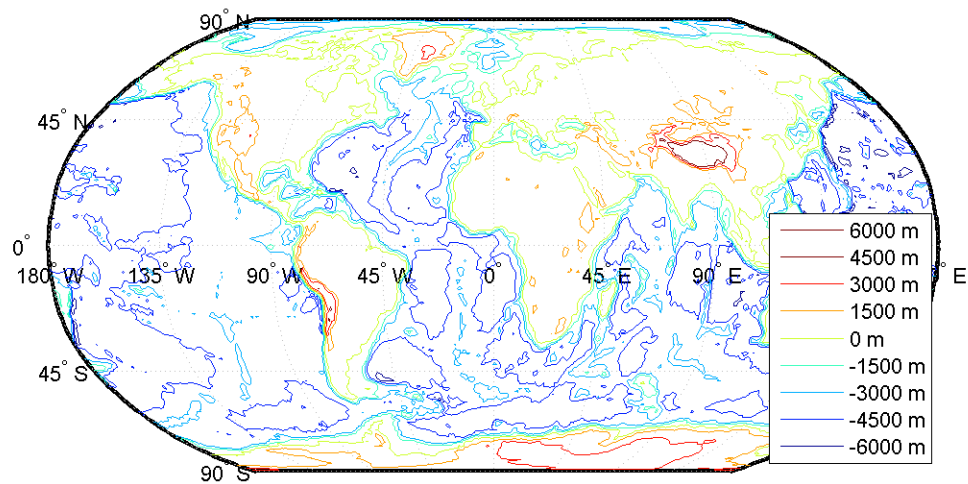 90° N
45° N
0°
180° W
135° W
90° W
45° W
0°
45° E
90° E
° E
45° S
90° S
6000 m
4500 m
3000 m
1500 m
0 m
-1500 m
-3000 m
-4500 m
-6000 m